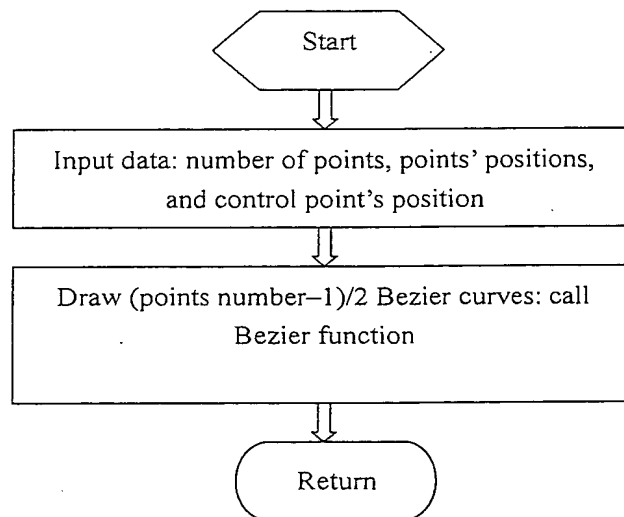 Start
Input data: number of points, points’ positions,
and control point’s position
Draw (points number–1)/2 Bezier curves: call
Bezier function
Return